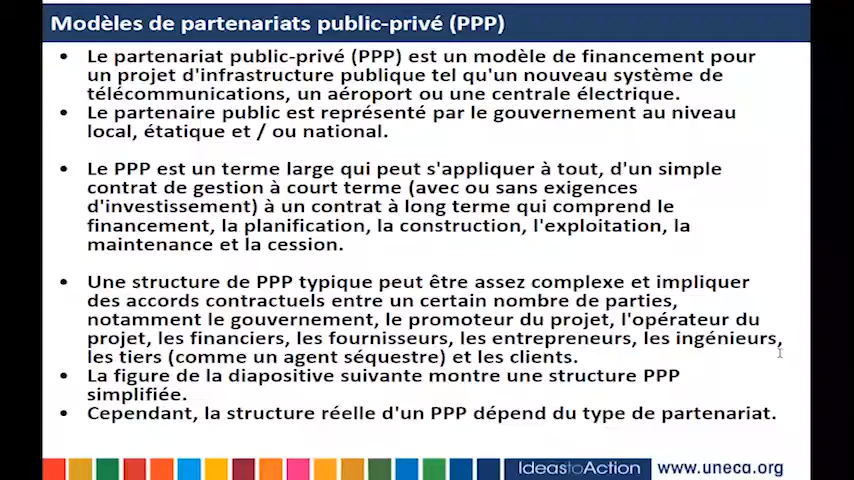 Modèles de partenariats public-privé (PPP)
• Le partenariat public-privé (PPP) est un modèle de financement pour
un projet d'infrastructure publique tel qu'un nouveau système de
télécommunications, un aéroport ou une centrale électrique.
• Le partenaire public est représenté par le gouvernement au niveau
local, étatique et / ou national.
• Le PPP est un terme large qui peut s'appliquer à tout, d'un simple
contrat de gestion à court terme (avec ou sans exigences
d'investissement) à un contrat à long terme qui comprend le
financement, la planification, la construction, l'exploitation, la
maintenance et la cession.
• Une structure de PPP typique peut être assez complexe et impliquer
des accords contractuels entre un certain nombre de parties,
notamment le gouvernement, le promoteur du projet, l'opérateur du
projet, les financiers, les fournisseurs, les entrepreneurs, les ingénieurs,
les tiers (comme un agent séquestre) et les clients.
• La figure de la diapositive suivante montre une structure PPP
simplifiée.
• Cependant, la structure réelle d'un PPP dépend du type de partenariat.
IdeastoAction www.uneca.org